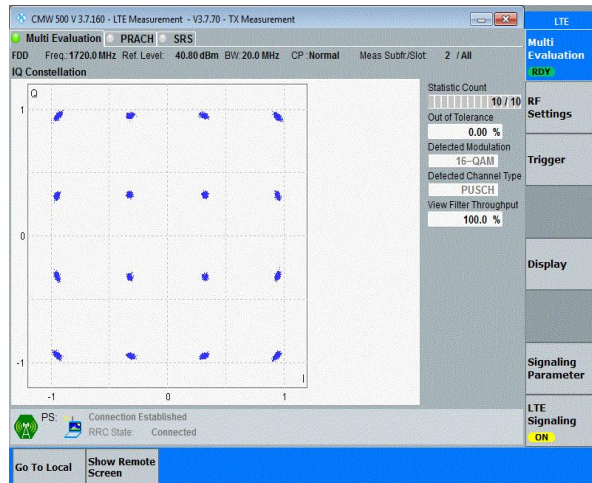 CMW 500 V 3.7.160 - LTE Measurement - V3.7.70 - TX Measurement
LTE
Multi Evaluation PRACH SRS
Multi
Evaluation
RDY
FDD Freq.: 1720.0 MHz Ref. Level: 40.80 dBm BW: 20.0 MHz CP : Normal Meas Subfr./Slot: 2 / All
IQ Constellation
Statistic Count
10 / 10
Out of Tolerance
0.00 %
Detected Modulation
16-QAM
Detected Channel Type
PUSCH
View Filter Throughput
100.0 %
RF
Settings
Trigger
Display
Signaling
Parameter
LTE
Signaling
ON
Q
1
0
-1
I
-1 0 1
PS: Connection Established
RRC State: Connected
Go To Local
Show Remote
Screen